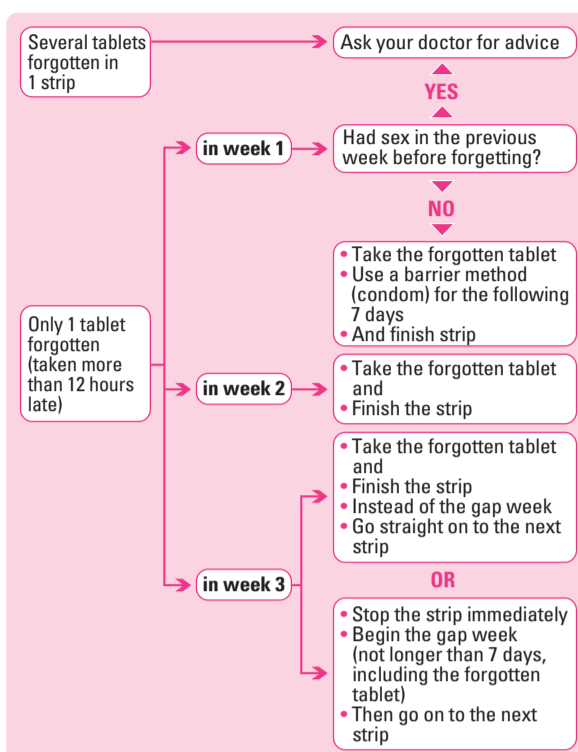 Several tablets
forgotten in
1 strip
Ask your doctor for advice
YES
in week 1
Had sex in the previous
week before forgetting?
NO
• Take the forgotten tablet
• Use a barrier method
(condom) for the following
7 days
• And finish strip
Only 1 tablet
forgotten
(taken more
than 12 hours
late)
in week 2
• Take the forgotten tablet
and
• Finish the strip
• Take the forgotten tablet
and
• Finish the strip
• Instead of the gap week
• Go straight on to the next
strip
in week 3
OR
• Stop the strip immediately
• Begin the gap week
(not longer than 7 days,
including the forgotten
tablet)
• Then go on to the next
strip